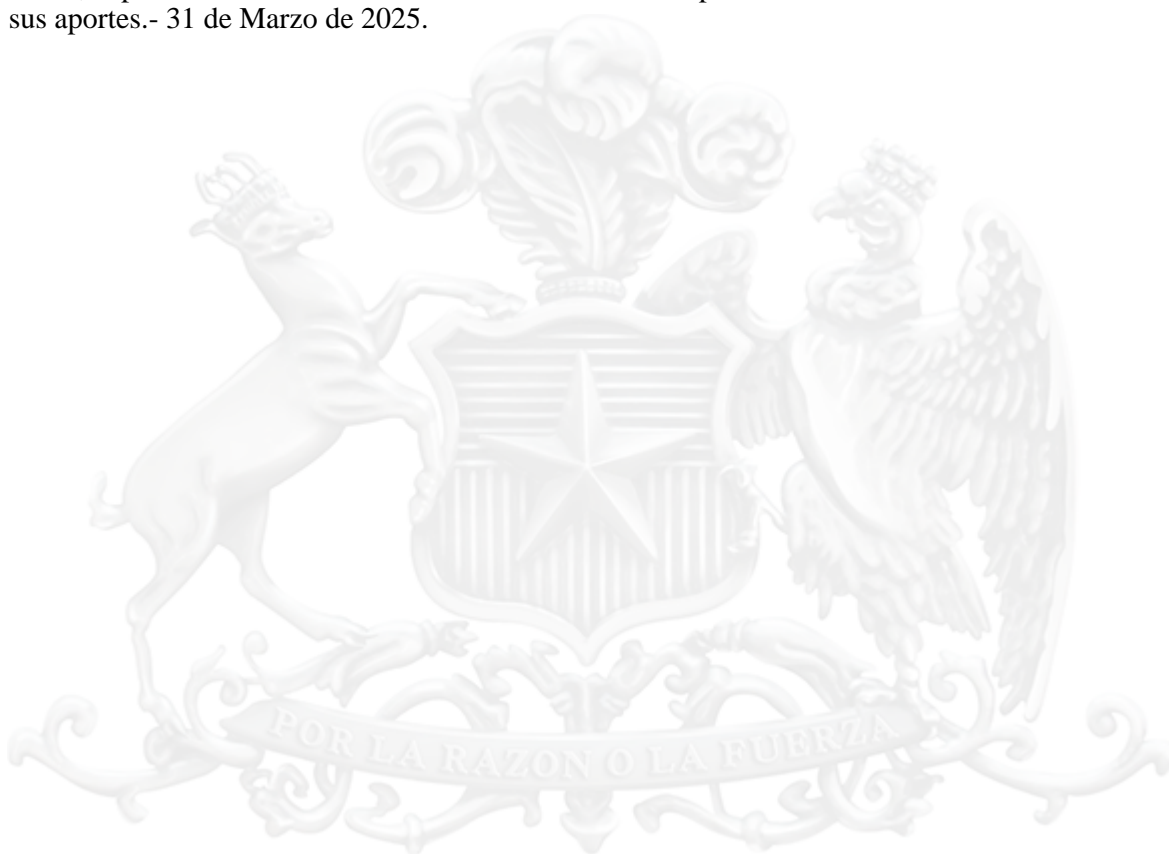 sus aportes.- 31 de Marzo de 2025.
POR LA RAZON O LA FUERZA